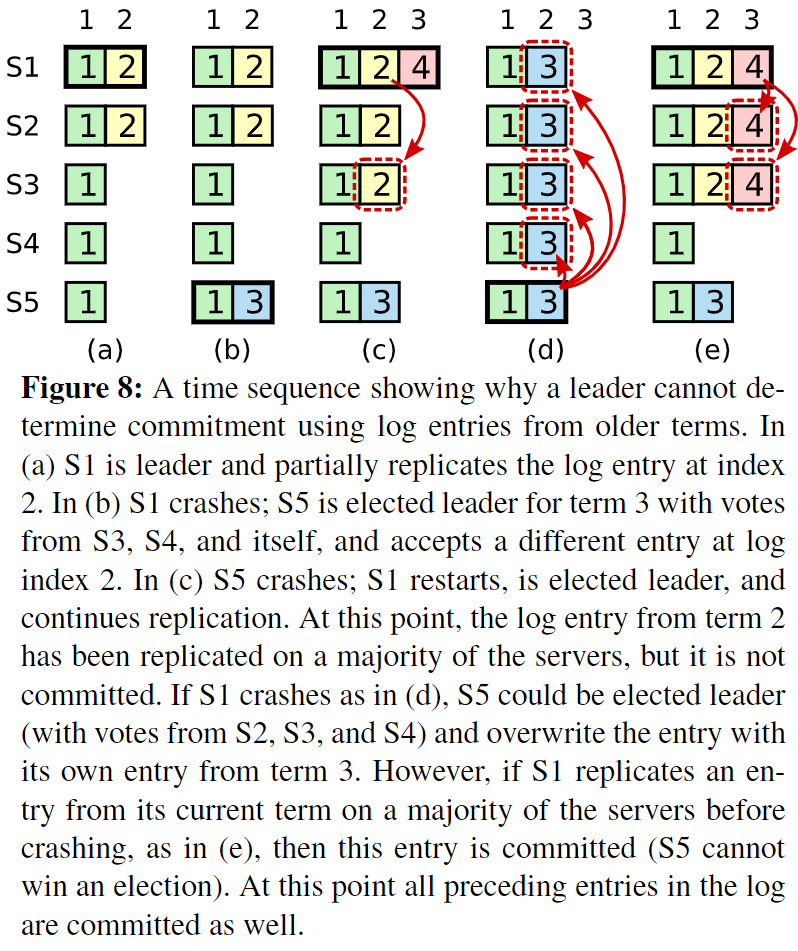 1 2 1 2 1 2 3 1 2 3 1 2 3
S1 1 2 1 2 1 2 4 1 3 1 2 4
S2 1 2 1 2 1 2 1 3 1 2 4
S3 1 1 1 2 1 3 1 2 4
S4 1 1 1 1 3 1
S5 1 1 3 1 3 1 3 1 3
(a) (b) (c) (d) (e)
Figure 8: A time sequence showing why a leader cannot de-
termine commitment using log entries from older terms. In
(a) S1 is leader and partially replicates the log entry at index
2. In (b) S1 crashes; S5 is elected leader for term 3 with votes
from S3, S4, and itself, and accepts a different entry at log
index 2. In (c) S5 crashes; S1 restarts, is elected leader, and
continues replication. At this point, the log entry from term 2
has been replicated on a majority of the servers, but it is not
committed. If S1 crashes as in (d), S5 could be elected leader
(with votes from S2, S3, and S4) and overwrite the entry with
its own entry from term 3. However, if S1 replicates an en-
try from its current term on a majority of the servers before
crashing, as in (e), then this entry is committed (S5 cannot
win an election). At this point all preceding entries in the log
are committed as well.